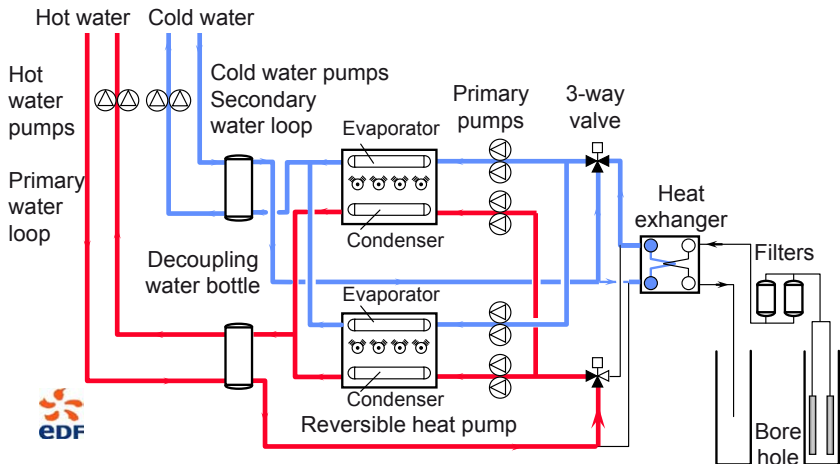 Hot water
Cold water
Hot
water
pumps
Cold water pumps
Secondary
water loop
Primary
pumps
3-way
valve
Evaporator
Condenser
Primary
water
loop
Heat
exhanger
Filters
Decoupling
water bottle
Evaporator
Condenser
Reversible heat pump
Bore
hole
eDF